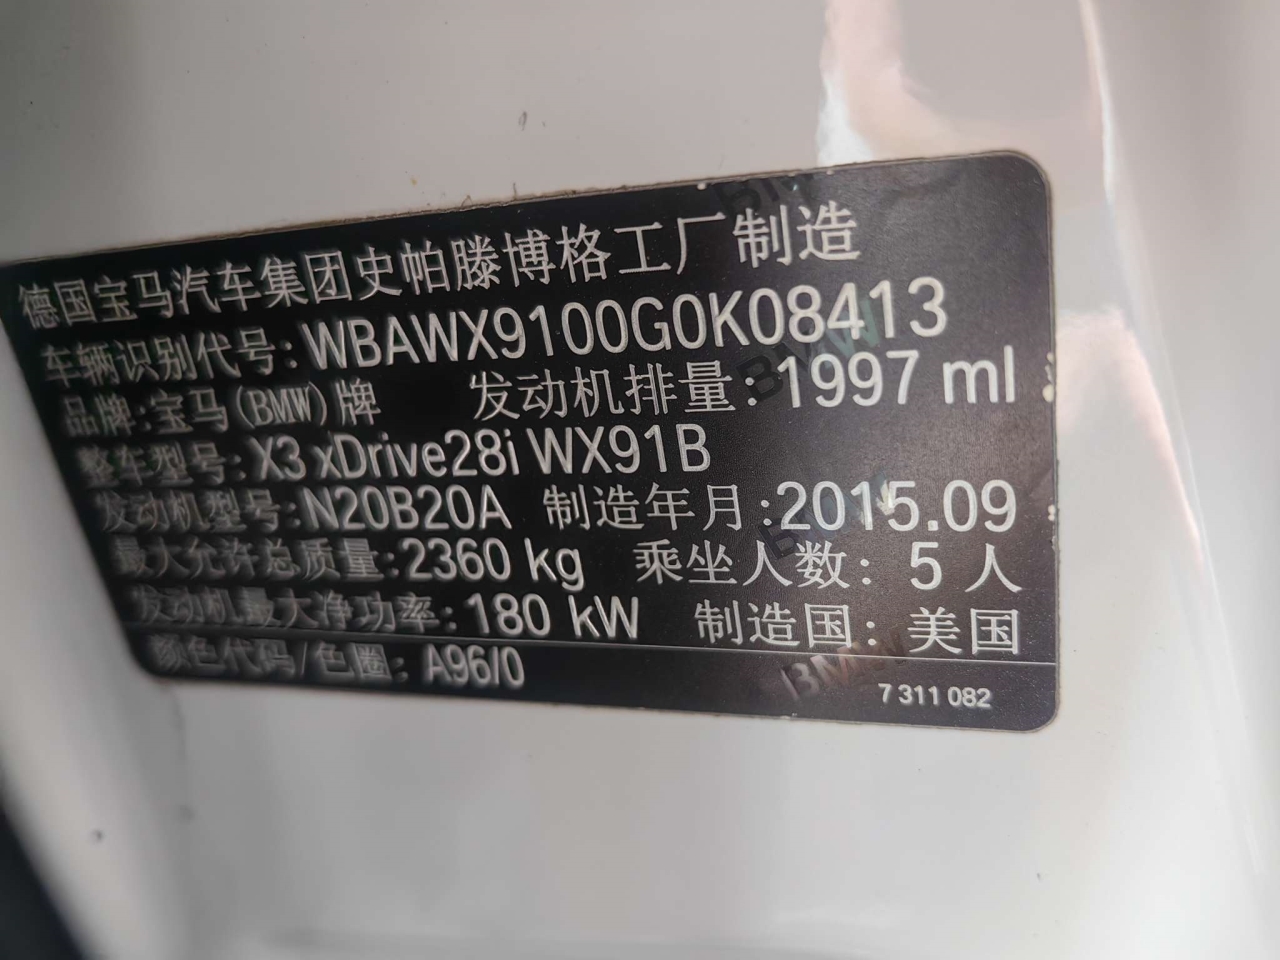 德国宝马汽车集团史帕滕博格工厂制造
车辆识别代号: WBAWX9100G0K08413
品牌: 宝马(BMW)牌 发动机排量: 1997 ml
整车型号: X3 xDrive28i WX91B
发动机型号: N20B20A 制造年月: 2015.09
最大允许总质量: 2360 kg 乘坐人数: 5 人
发动机最大净功率: 180 kW 制造国: 美国
颜色代码/色圈: A96/0
7 311 082